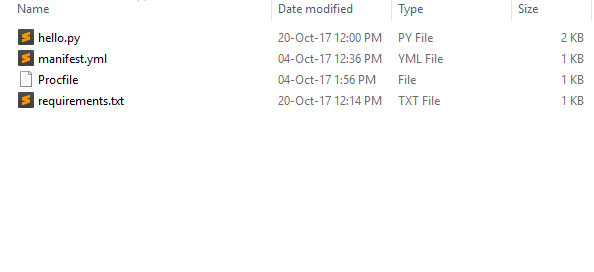 Name Date modified Type Size
hello.py 20-Oct-17 12:00 PM PY File 2 KB
manifest.yml 04-Oct-17 12:36 PM YML File 1 KB
Procfile 04-Oct-17 1:56 PM File 1 KB
requirements.txt 20-Oct-17 12:14 PM TXT File 1 KB